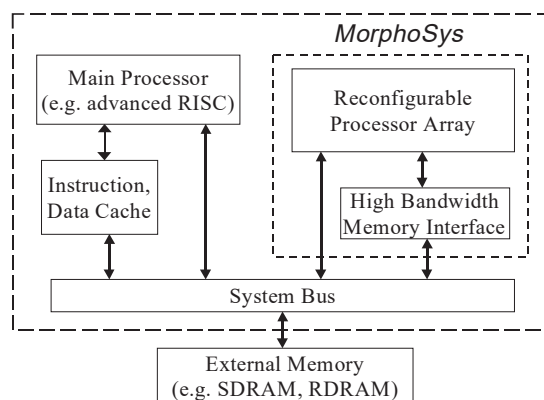 MorphoSys
Main Processor
(e.g. advanced RISC)
Reconfigurable
Processor Array
Instruction,
Data Cache
High Bandwidth
Memory Interface
System Bus
External Memory
(e.g. SDRAM, RDRAM)